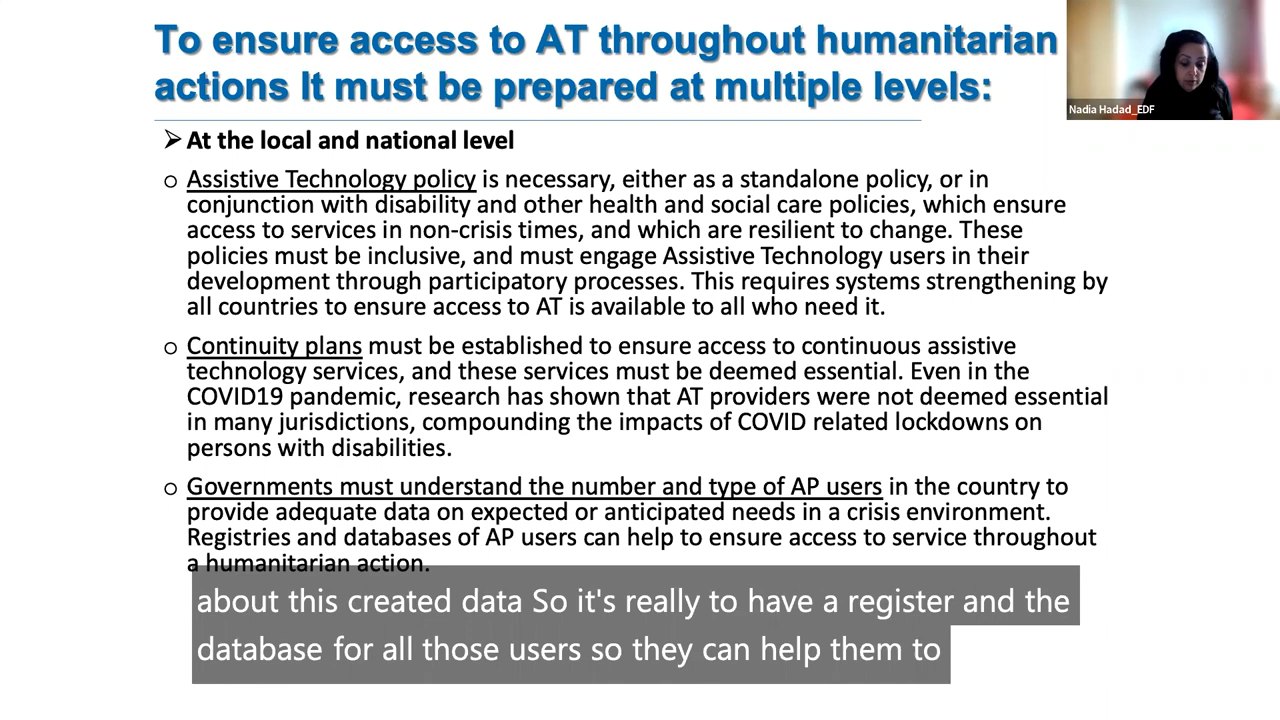 To ensure access to AT throughout humanitarian
actions It must be prepared at multiple levels:
Nadia Hadad_EDF
➢ At the local and national level
o Assistive Technology policy is necessary, either as a standalone policy, or in
conjunction with disability and other health and social care policies, which ensure
access to services in non-crisis times, and which are resilient to change. These
policies must be inclusive, and must engage Assistive Technology users in their
development through participatory processes. This requires systems strengthening by
all countries to ensure access to AT is available to all who need it.
o Continuity plans must be established to ensure access to continuous assistive
technology services, and these services must be deemed essential. Even in the
COVID19 pandemic, research has shown that AT providers were not deemed essential
in many jurisdictions, compounding the impacts of COVID related lockdowns on
persons with disabilities.
o Governments must understand the number and type of AP users in the country to
provide adequate data on expected or anticipated needs in a crisis environment.
Registries and databases of AP users can help to ensure access to service throughout
a humanitarian action.
about this created data So it's really to have a register and the
database for all those users so they can help them to